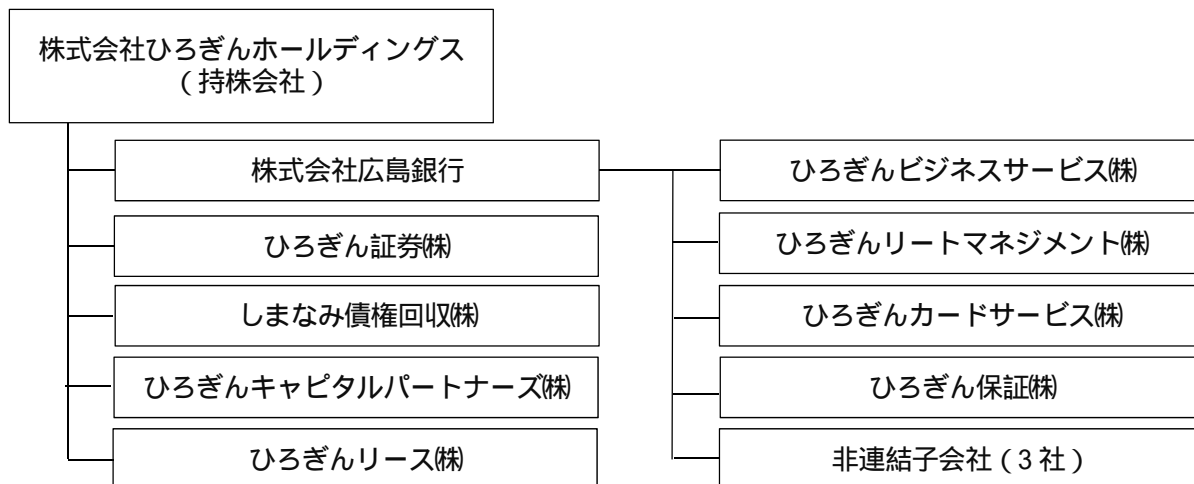 株式会社ひろぎんホールディングス
（持株会社）
株式会社広島銀行
ひろぎん証券㈱
しまなみ債権回収㈱
ひろぎんキャピタルパートナーズ㈱
ひろぎんリース㈱
ひろぎんビジネスサービス㈱
ひろぎんリートマネジメント㈱
ひろぎんカードサービス㈱
ひろぎん保証㈱
非連結子会社（3社）